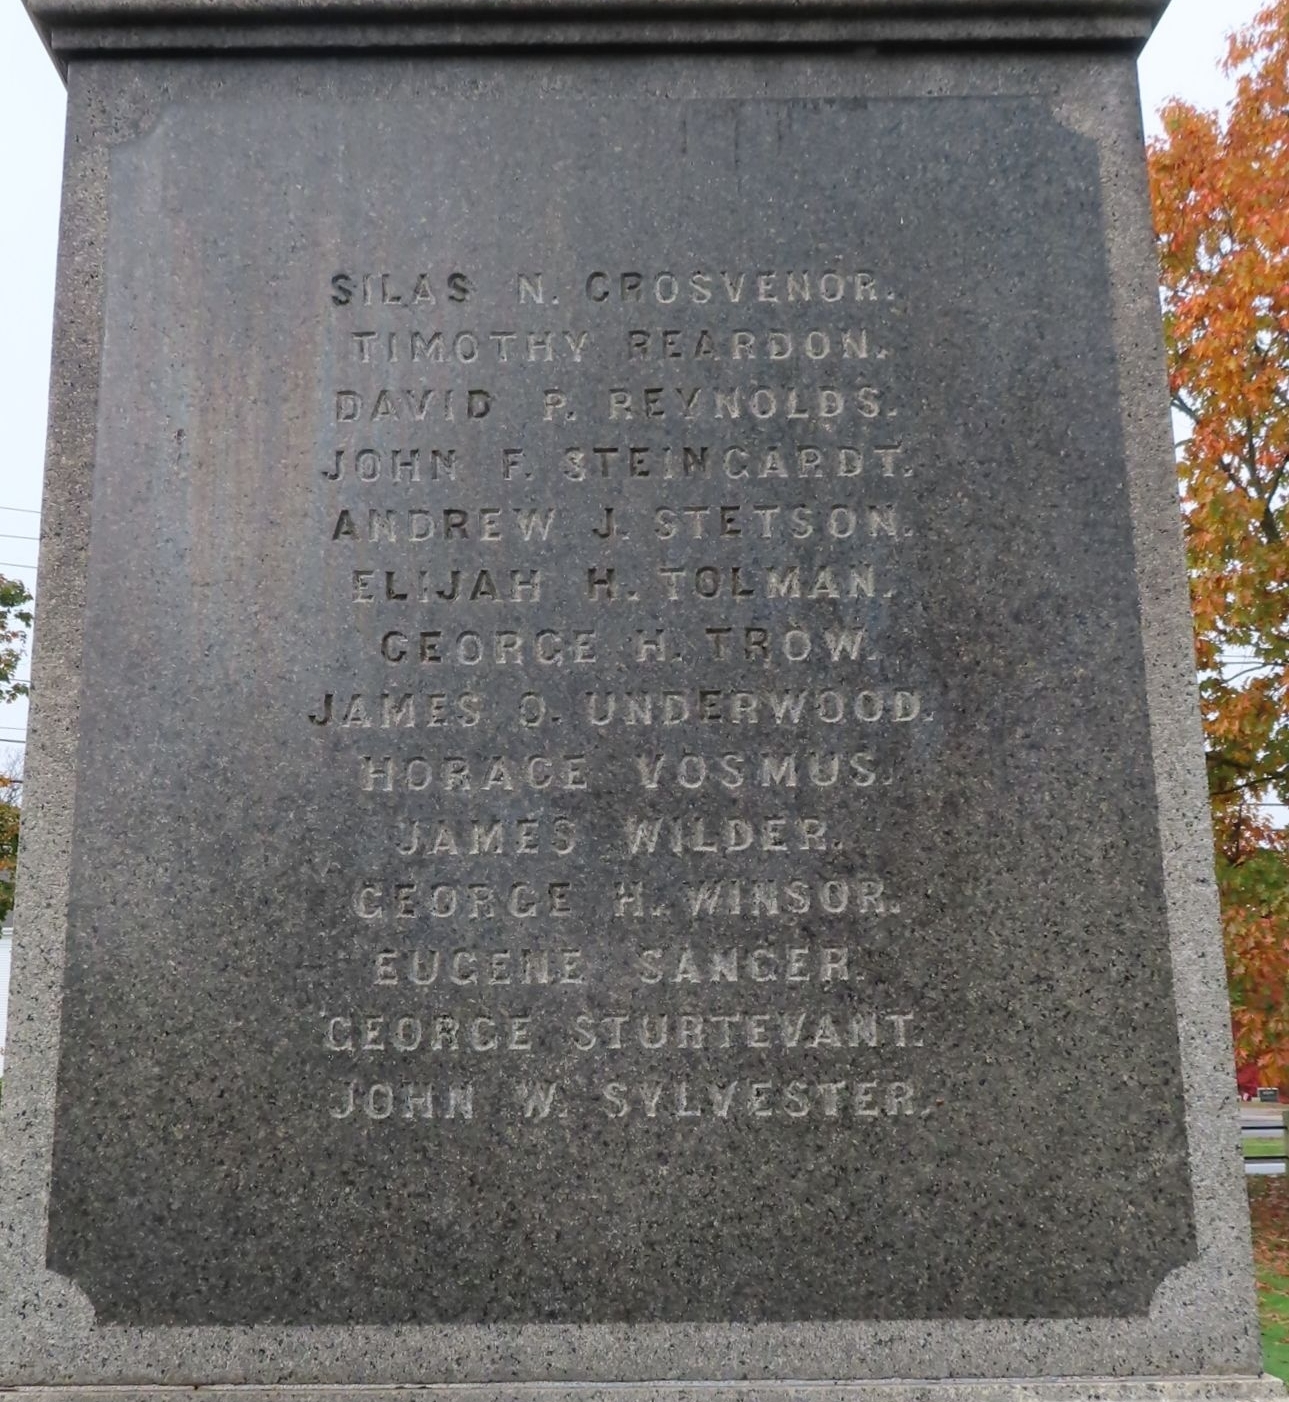 SILAS N. GROSVENOR.
TIMOTHY REARDON.
DAVID P. REYNOLDS.
JOHN F. STEINGARDT.
ANDREW J. STETSON.
ELIJAH H. TOLMAN.
GEORGE H. TROW.
JAMES O. UNDERWOOD.
HORACE VOSMUS.
JAMES WILDER.
GEORGE H. WINSOR.
EUGENE SANGER.
GEORGE STURTEVANT.
JOHN W. SYLVESTER.